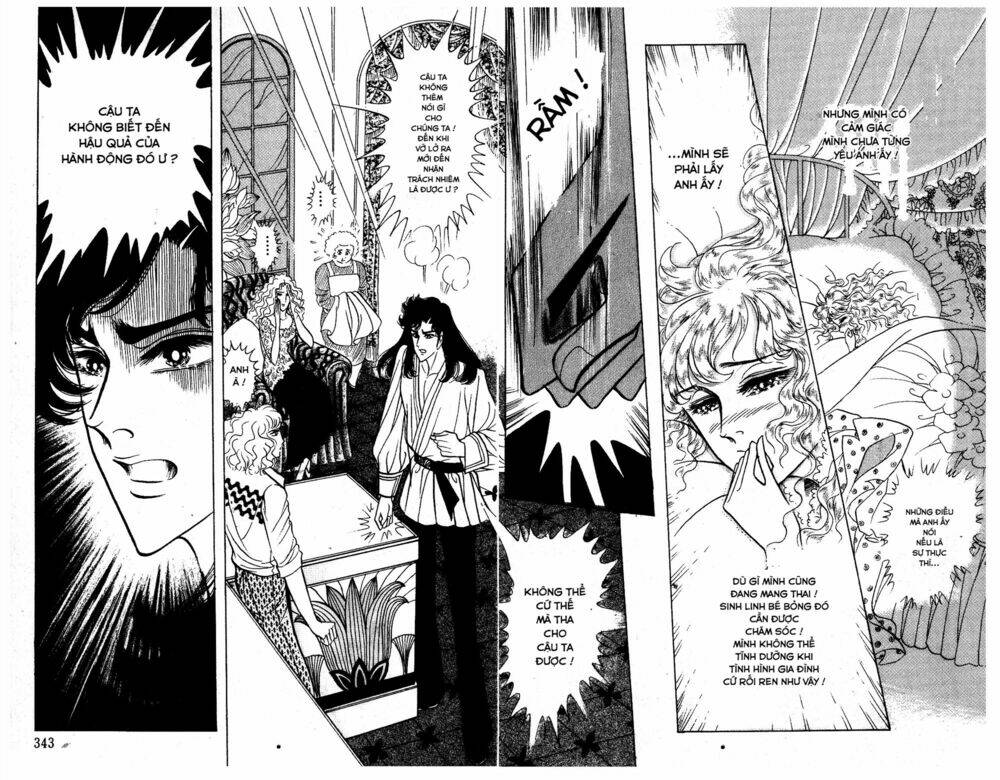 NHƯNG MÌNH CÓ
CẢM GIÁC
MÌNH CHƯA TỪNG
YÊU ANH ẤY !
...MÌNH SẼ
PHẢI LẤY
ANH ẤY !
NHỮNG ĐIỀU
MÀ ANH ẤY
NÓI
NẾU LÀ
SỰ THỰC
THÌ...
DÙ GÌ MÌNH CŨNG
ĐANG MANG THAI !
SINH LINH BÉ BỎNG ĐÓ
CẦN ĐƯỢC
CHĂM SÓC !
MÌNH KHÔNG THỂ
TĨNH DƯỠNG KHI
TÌNH HÌNH GIA ĐÌNH
CỨ RỐI REN NHƯ VẬY !
RẦM !
KHÔNG THỂ
CỨ THẾ
MÀ THA
CHO
CẬU TA
ĐƯỢC !
CẬU TA
KHÔNG
THÈM
NÓI GÌ
CHO
CHÚNG TA !
ĐẾN KHI
VỠ LỞ RA
MỚI ĐẾN
NHẬN
TRÁCH NHIỆM
LÀ ĐƯỢC Ư ?
....
....
ANH
À !
CẬU TA
KHÔNG BIẾT ĐẾN
HẬU QUẢ CỦA
HÀNH ĐỘNG ĐÓ Ư ?
343